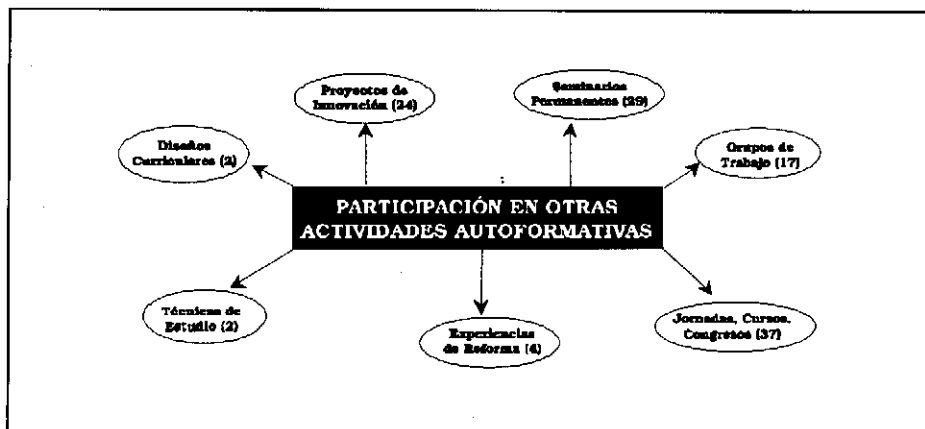 Proyectos de
Innovación (24)
Seminarios
Permanentes (29)
Diseños
Curriculares (2)
Grupos de
Trabajo (17)
PARTICIPACIÓN EN OTRAS
ACTIVIDADES AUTOFORMATIVAS
Técnicas de
Estudio (2)
Experiencias
de Reforma (4)
Jornadas, Cursos,
Congresos (37)